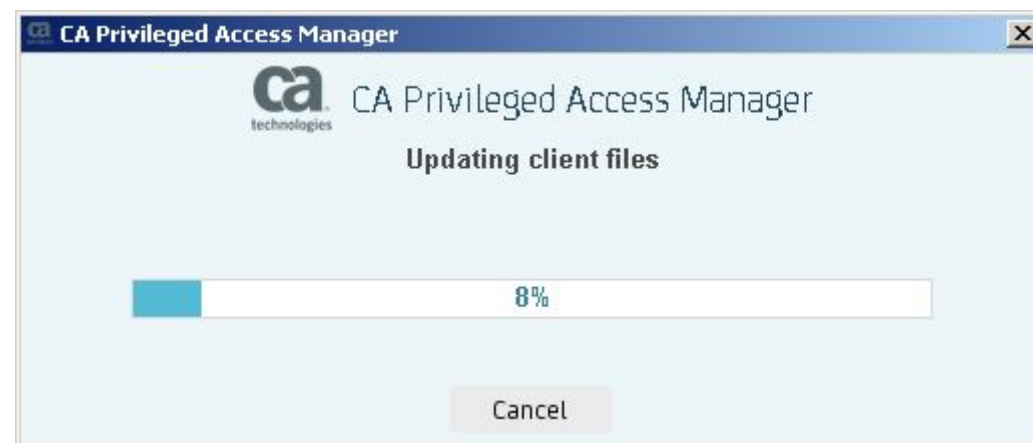 CA Privileged Access Manager
ca
technologies
CA Privileged Access Manager
Updating client files
8%
Cancel